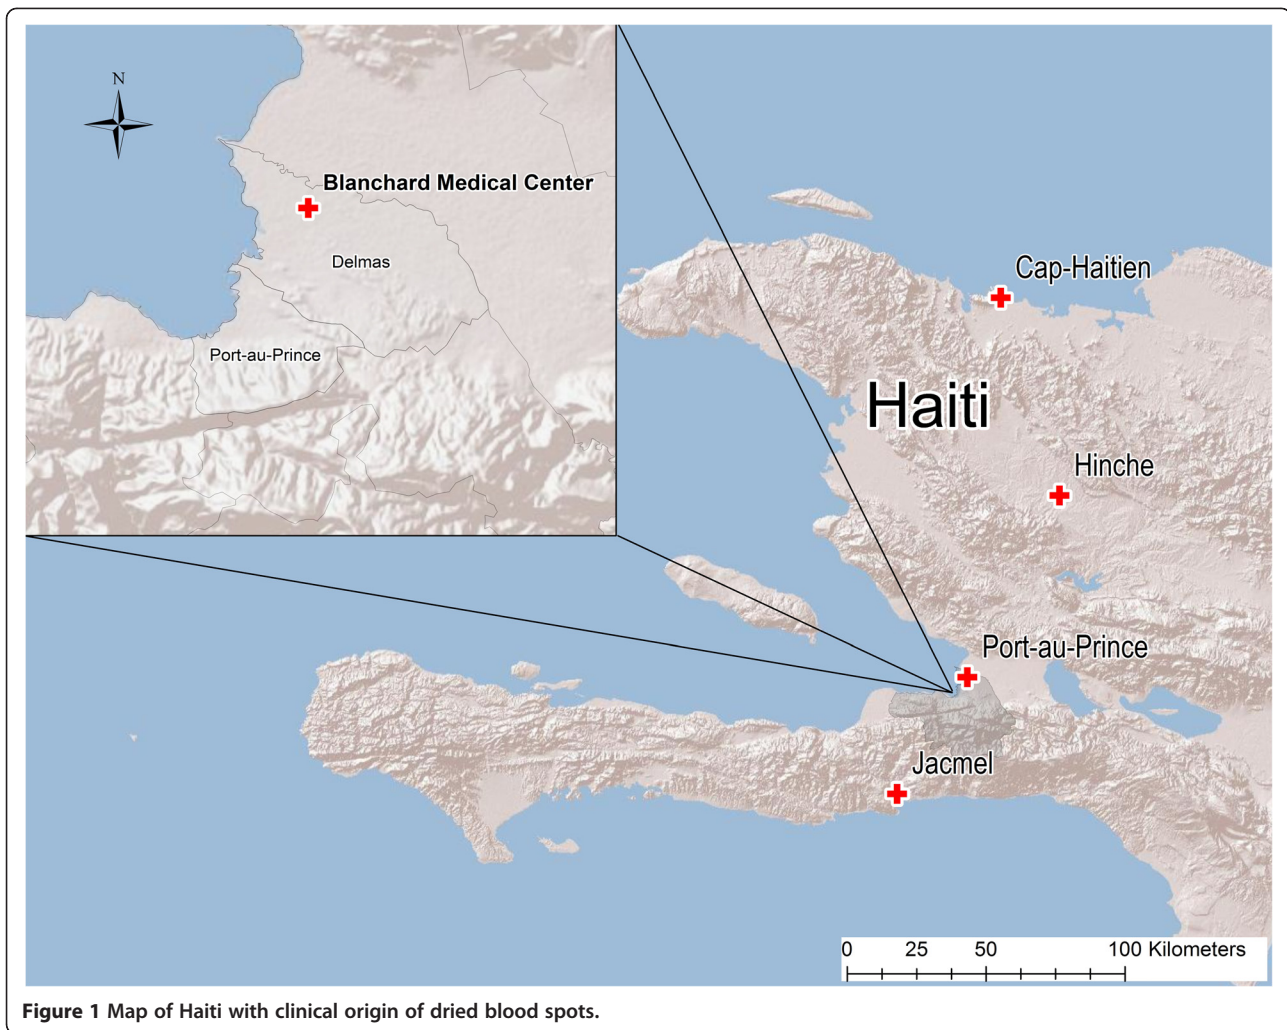 N
Blanchard Medical Center
Delmas
Port-au-Prince
Cap-Haitien
Haiti
Hinche
Port-au-Prince
Jacmel
0 25 50 100 Kilometers
Figure 1 Map of Haiti with clinical origin of dried blood spots.